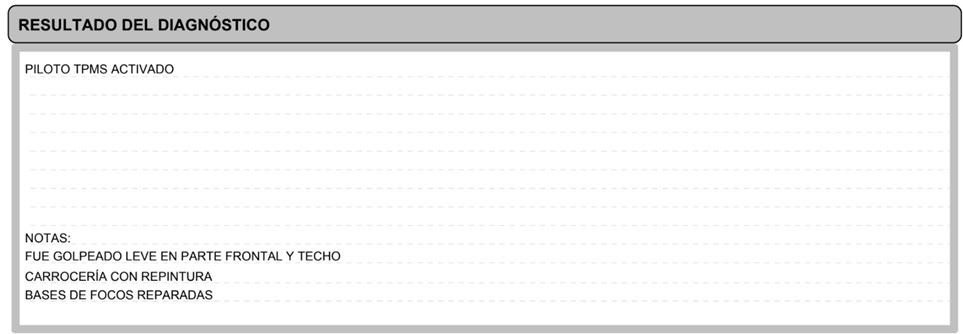 RESULTADO DEL DIAGNÓSTICO
PILOTO TPMS ACTIVADO
NOTAS:
FUE GOLPEADO LEVE EN PARTE FRONTAL Y TECHO
CARROCERÍA CON REPINTURA
BASES DE FOCOS REPARADAS